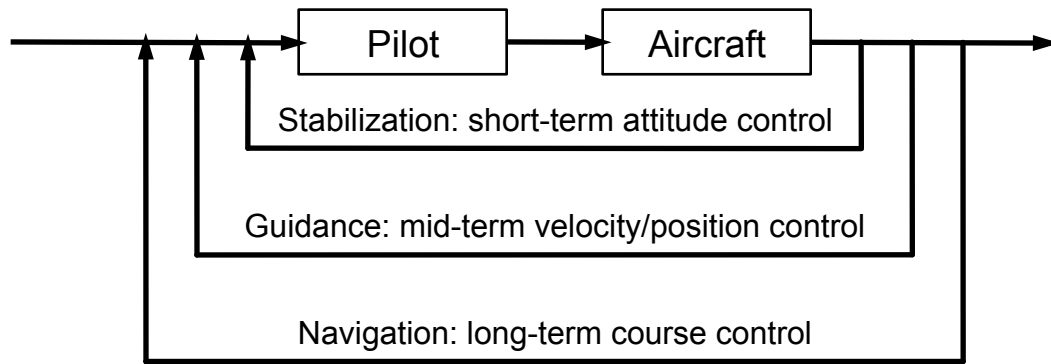 Pilot
Aircraft
Stabilization: short-term attitude control
Guidance: mid-term velocity/position control
Navigation: long-term course control